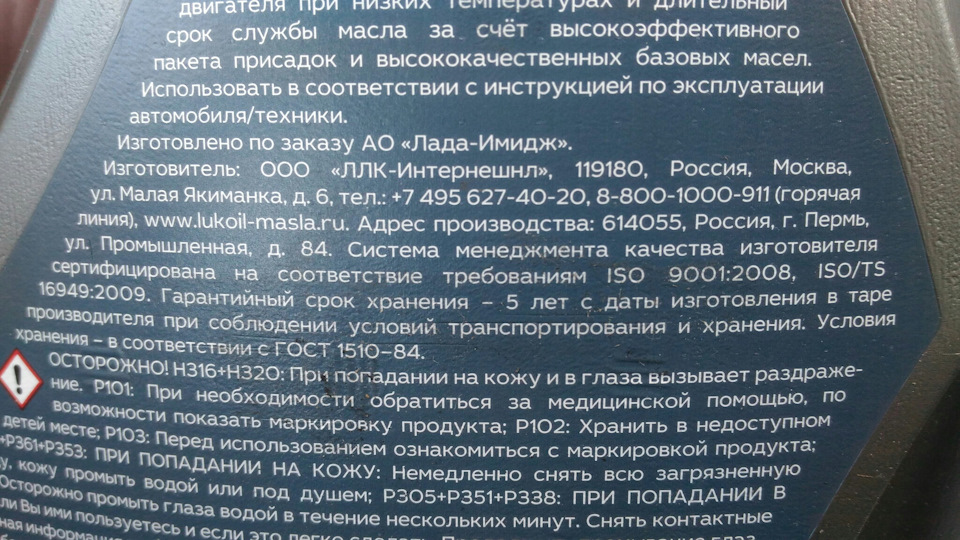 двигателя при низких температурах и длительный
срок службы масла за счёт высокоэффективного
пакета присадок и высококачественных базовых масел.
Использовать в соответствии с инструкцией по эксплуатации
автомобиля/техники.
Изготовлено по заказу АО «Лада-Имидж».
Изготовитель: ООО «ЛЛК-Интернешнл», 119180, Россия, Москва,
ул. Малая Якиманка, д. 6, тел.: +7 495 627-40-20, 8-800-1000-911 (горячая
линия), www.lukoil-masla.ru. Адрес производства: 614055, Россия, г. Пермь,
ул. Промышленная, д. 84. Система менеджмента качества изготовителя
сертифицирована на соответствие требованиям ISO 9001:2008, ISO/TS
16949:2009. Гарантийный срок хранения – 5 лет с даты изготовления в таре
производителя при соблюдении условий транспортирования и хранения. Условия
хранения – в соответствии с ГОСТ 1510–84.
ОСТОРОЖНО! H316+H320: При попадании на кожу и в глаза вызывает раздраже-
ние. P101: При необходимости обратиться за медицинской помощью, по
возможности показать маркировку продукта; P102: Хранить в недоступном
детей месте; P103: Перед использованием ознакомиться с маркировкой продукта;
+P361+P353: ПРИ ПОПАДАНИИ НА КОЖУ: Немедленно снять всю загрязненную
кожу промыть водой или под душем; P305+P351+P338: ПРИ ПОПАДАНИИ В
Осторожно промыть глаза водой в течение нескольких минут. Снять контактные
Вы ими пользуетесь и если это легко сделать.